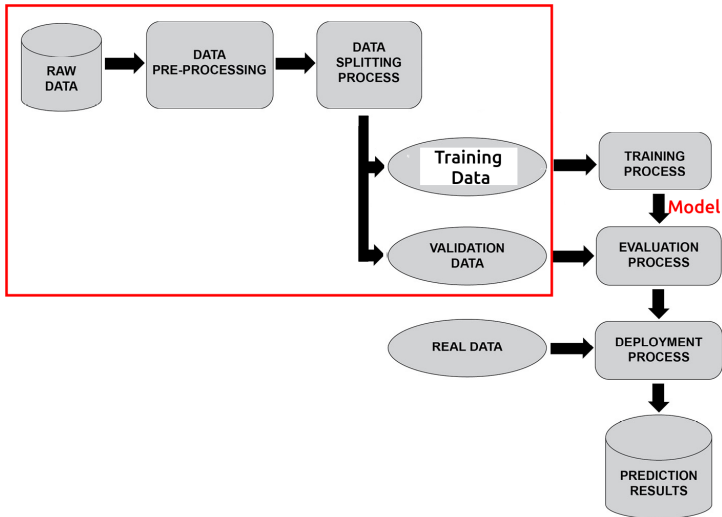 RAW
DATA
DATA
PRE-PROCESSING
DATA
SPLITTING
PROCESS
Training
Data
TRAINING
PROCESS
Model
VALIDATION
DATA
EVALUATION
PROCESS
REAL DATA
DEPLOYMENT
PROCESS
PREDICTION
RESULTS